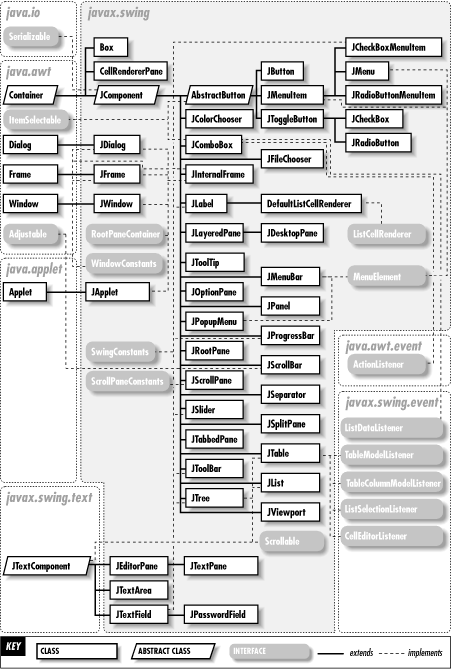 java.io
Serializable
javax.swing
Box
CellRendererPane
java.awt
Container
JComponent
AbstractButton
ItemSelectable
Dialog
JDialog
Frame
JFrame
Window
JWindow
Adjustable
RootPaneContainer
WindowConstants
java.applet
Applet
JApplet
SwingConstants
ScrollPaneConstants
JButton
JMenuItem
JToggleButton
JCheckBoxMenuItem
JMenu
JRadioButtonMenuItem
JCheckBox
JRadioButton
JColorChooser
JComboBox
JFileChooser
JInternalFrame
JLabel
DefaultListCellRenderer
JLayeredPane
JDesktopPane
ListCellRenderer
JToolTip
JMenuBar
MenuElement
JOptionPane
JPanel
JPopupMenu
JProgressBar
JRootPane
JScrollBar
JScrollPane
JSeparator
JSlider
JSplitPane
JTabbedPane
JTable
JToolBar
JList
JTree
JViewport
Scrollable
java.awt.event
ActionListener
javax.swing.event
ListDataListener
TableModelListener
TableColumnModelListener
ListSelectionListener
CellEditorListener
javax.swing.text
JTextComponent
JEditorPane
JTextPane
JTextArea
JTextField
JPasswordField
KEY
CLASS
ABSTRACT CLASS
INTERFACE
extends
implements